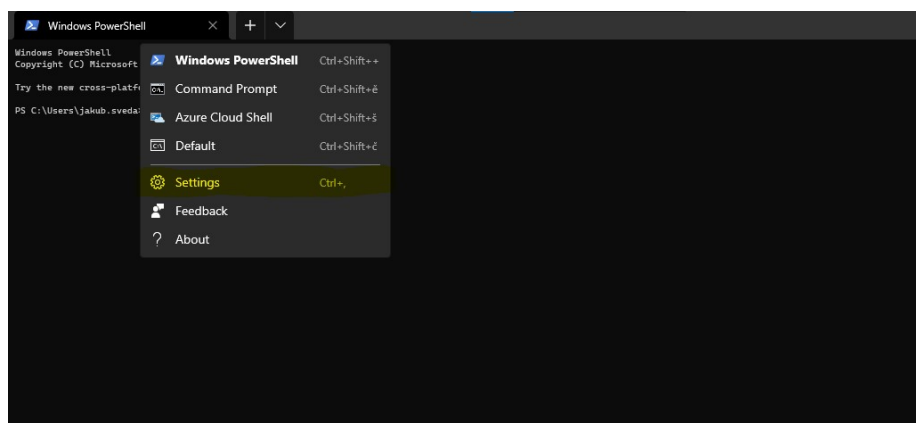 Windows PowerShell
Windows PowerShell
Copyright (C) Microsoft
Try the new cross-platf
PS C:\Users\jakub.sveda
Windows PowerShell Ctrl+Shift++
Command Prompt Ctrl+Shift+ě
Azure Cloud Shell Ctrl+Shift+š
Default Ctrl+Shift+č
Settings Ctrl+,
Feedback
? About